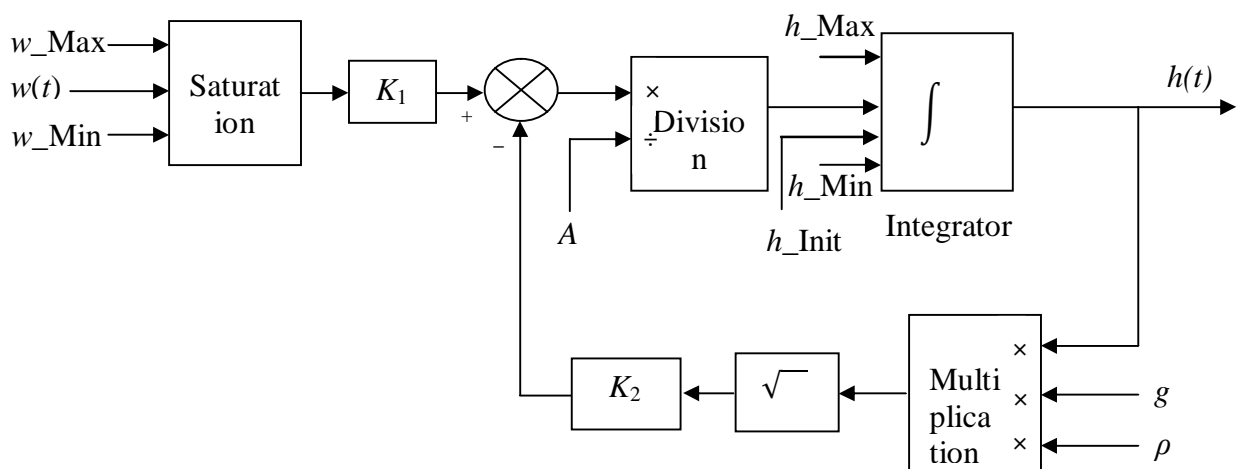 w_Max
w(t)
w_Min
Saturat
ion
K₁
+
−
×
÷
Divisio
n
A
h_Max
h_Min
h_Init
∫
Integrator
h(t)
K₂
√
Multi
plica
tion
×
×
×
g
ρ